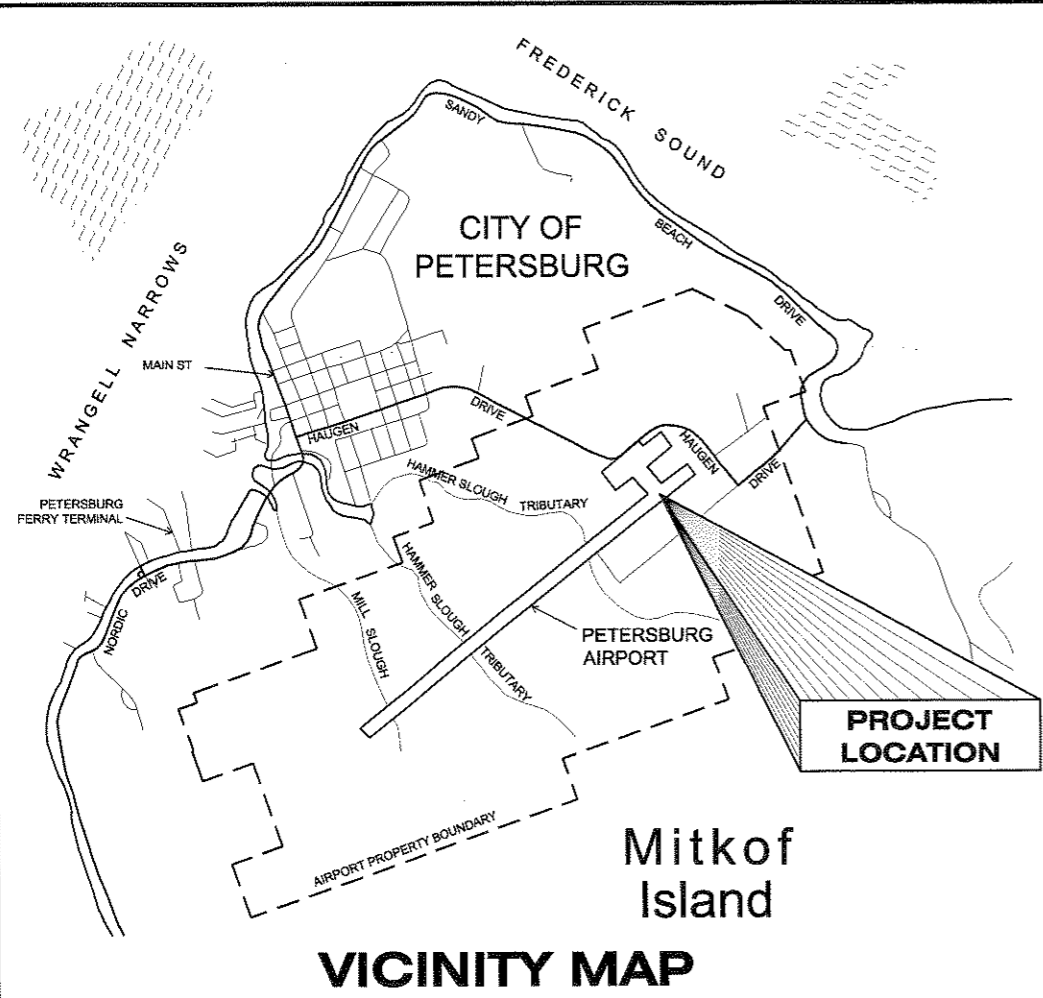 FREDERICK SOUND
SANDY
BEACH
DRIVE
CITY OF
PETERSBURG
WRANGELL NARROWS
MAIN ST
HAUGEN
DRIVE
HAUGEN
DRIVE
HAMMER SLOUGH
TRIBUTARY
PETERSBURG
FERRY TERMINAL
NORDIC
DRIVE
MILL SLOUGH
HAMMER SLOUGH
TRIBUTARY
PETERSBURG
AIRPORT
PROJECT
LOCATION
AIRPORT PROPERTY BOUNDARY
Mitkof
Island
VICINITY MAP